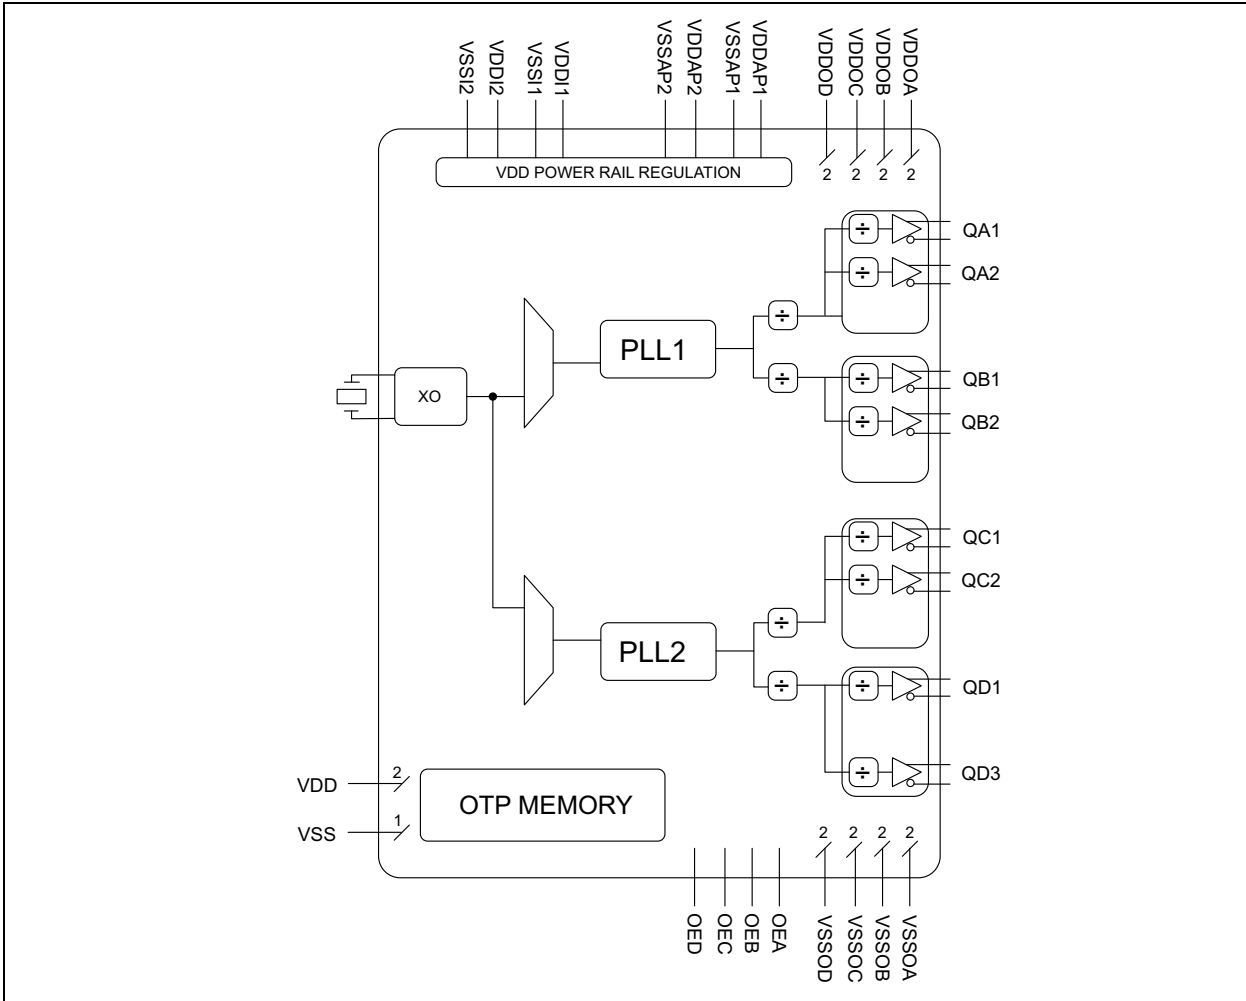 VSSI2
VDDI2
VSSI1
VDDI1
VSSAP2
VDDAP2
VSSAP1
VDDAP1
VDDOD
VDDOC
VDDOB
VDDOA
VDD POWER RAIL REGULATION
2
2
2
2
÷
QA1
÷
QA2
÷
PLL1
÷
÷
QB1
XO
÷
QB2
÷
QC1
÷
QC2
÷
PLL2
÷
÷
QD1
÷
QD3
VDD
2
OTP MEMORY
VSS
1
2
2
2
2
OED
OEC
OEB
OEA
VSSOD
VSSOC
VSSOB
VSSOA